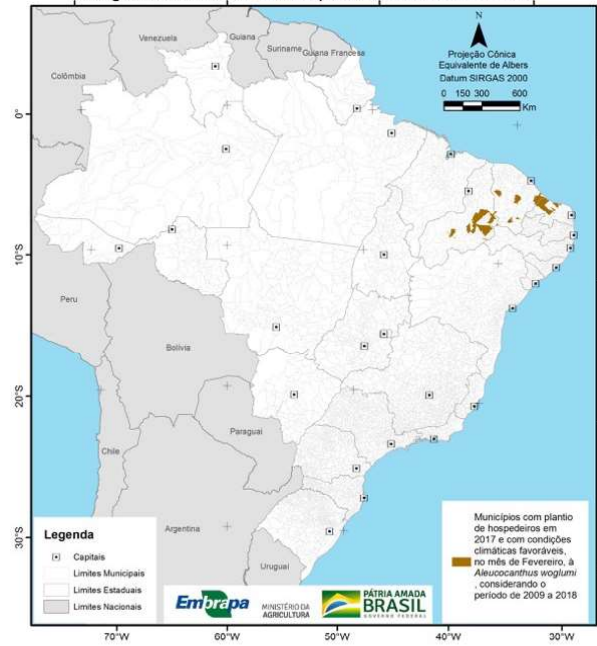 Venezuela
Guiana
Suriname
Guiana Francesa
Colômbia
N
Projeção Cônica
Equivalente de Albers
Datum SIRGAS 2000
0 150 300 600
Km
0°
10°S
Peru
Bolívia
20°S
Paraguai
Chile
Argentina
30°S
Uruguai
Legenda
Capitais
Limites Municipais
Limites Estaduais
Limites Nacionais
Embrapa
MINISTÉRIO DA
AGRICULTURA
PÁTRIA AMADA
BRASIL
GOVERNO FEDERAL
Municípios com plantio
de hospedeiros em
2017 e com condições
climáticas favoráveis,
no mês de Fevereiro, à
Aleucocanthus woglumi
, considerando o
período de 2009 a 2018
70°W 60°W 50°W 40°W 30°W